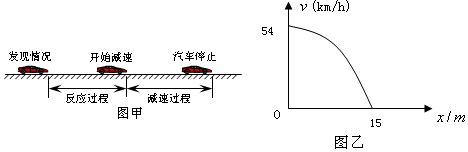 发现情况
开始减速
汽车停止
反应过程
减速过程
图甲
v (km/h)
54
0
15
x/m
图乙